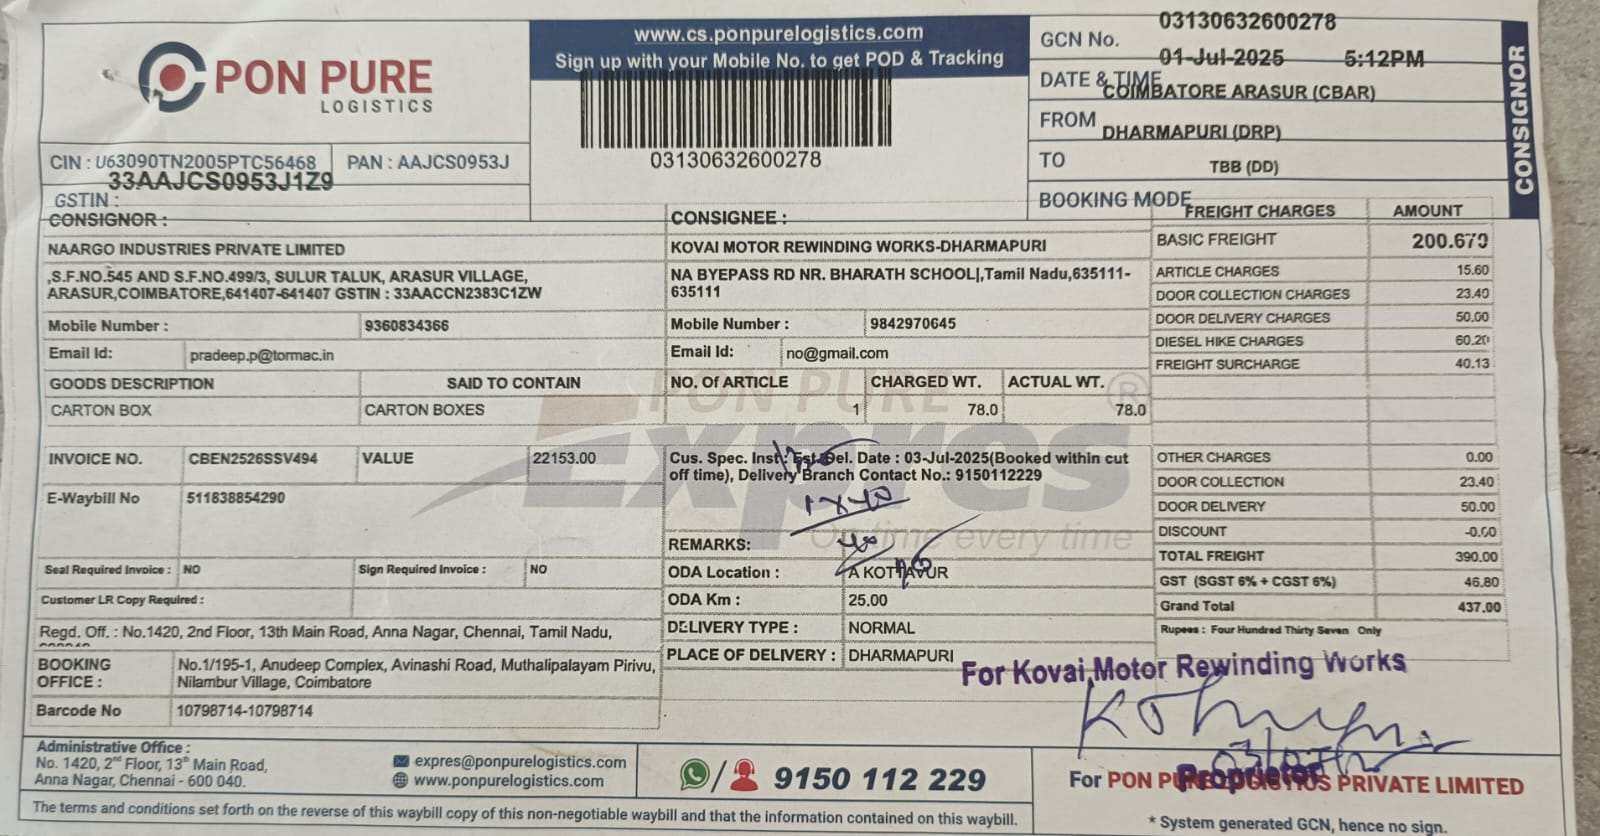 PON PURE
LOGISTICS
www.cs.ponpurelogistics.com
Sign up with your Mobile No. to get POD & Tracking
03130632600278
GCN No. 03130632600278
DATE & TIME 01-Jul-2025 5:12PM
FROM COIMBATORE ARASUR (CBAR)
TO DHARMAPURI (DRP)
BOOKING MODE TBB (DD)
CONSIGNOR
CIN : U63090TN2005PTC56468 PAN : AAJCS0953J
GSTIN : 33AAJCS0953J1Z9
CONSIGNOR :
NAARGO INDUSTRIES PRIVATE LIMITED
,S.F.NO.545 AND S.F.NO.499/3, SULUR TALUK, ARASUR VILLAGE,
ARASUR,COIMBATORE,641407-641407 GSTIN : 33AACCN2383C1ZW
Mobile Number : 9360834366
Email Id: pradeep.p@tormac.in
GOODS DESCRIPTION SAID TO CONTAIN
CARTON BOX CARTON BOXES
INVOICE NO. CBEN2526SSV494 VALUE 22153.00
E-Waybill No 511838854290
Seal Required Invoice : NO Sign Required Invoice : NO
Customer LR Copy Required :
Regd. Off. : No.1420, 2nd Floor, 13th Main Road, Anna Nagar, Chennai, Tamil Nadu,
BOOKING OFFICE : No.1/195-1, Anudeep Complex, Avinashi Road, Muthalipalayam Pirivu,
Nilambur Village, Coimbatore
Barcode No 10798714-10798714
CONSIGNEE :
KOVAI MOTOR REWINDING WORKS-DHARMAPURI
NA BYEPASS RD NR. BHARATH SCHOOL|,Tamil Nadu,635111-
635111
Mobile Number : 9842970645
Email Id: no@gmail.com
NO. Of ARTICLE CHARGED WT. ACTUAL WT.
1 78.0 78.0
PON PURE
Expres
On time every time
®
Cus. Spec. Inst : Est. Del. Date : 03-Jul-2025(Booked within cut
off time), Delivery Branch Contact No.: 9150112229
1 x 40
40
REMARKS:
ODA Location : A KOTTAVUR
ODA Km : 25.00
DELIVERY TYPE : NORMAL
PLACE OF DELIVERY : DHARMAPURI
FREIGHT CHARGES AMOUNT
BASIC FREIGHT 200.670
ARTICLE CHARGES 15.60
DOOR COLLECTION CHARGES 23.40
DOOR DELIVERY CHARGES 50.00
DIESEL HIKE CHARGES 60.20
FREIGHT SURCHARGE 40.13
OTHER CHARGES 0.00
DOOR COLLECTION 23.40
DOOR DELIVERY 50.00
DISCOUNT -0.00
TOTAL FREIGHT 390.00
GST (SGST 6% + CGST 6%) 46.80
Grand Total 437.00
Rupees : Four Hundred Thirty Seven Only
For Kovai Motor Rewinding Works
Proprietor
Administrative Office :
No. 1420, 2nd Floor, 13th Main Road,
Anna Nagar, Chennai - 600 040.
expres@ponpurelogistics.com
www.ponpurelogistics.com
9150 112 229
For PON PURE LOGISTICS PRIVATE LIMITED
* System generated GCN, hence no sign.
The terms and conditions set forth on the reverse of this waybill copy of this non-negotiable waybill and that the information contained on this waybill.